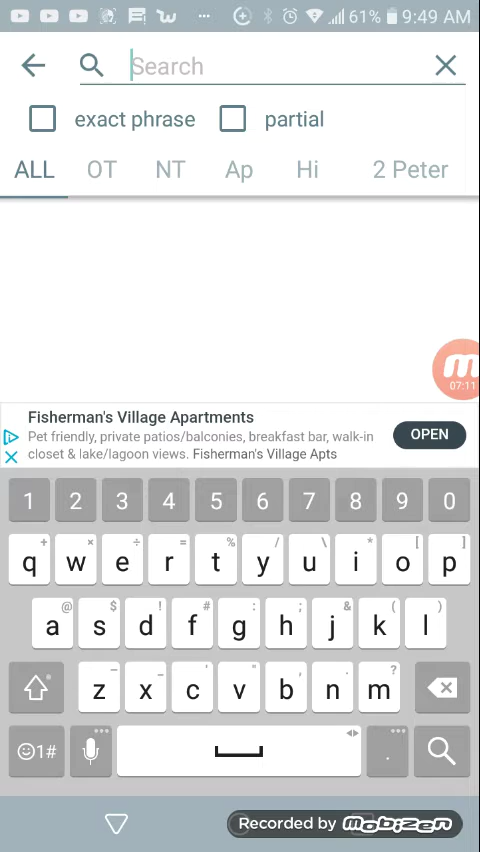 61% 9:49 AM
Search
exact phrase partial
ALL OT NT Ap Hi 2 Peter
07:11
Fisherman's Village Apartments
Pet friendly, private patios/balconies, breakfast bar, walk-in
closet & lake/lagoon views. Fisherman's Village Apts
OPEN
1 2 3 4 5 6 7 8 9 0
+ × ÷ = % / \ * [ ]
q w e r t y u i o p
@ $ ! # : ; & ( )
a s d f g h j k l
- _ ' " , . ?
z x c v b n m
1# .
Recorded by mobizen